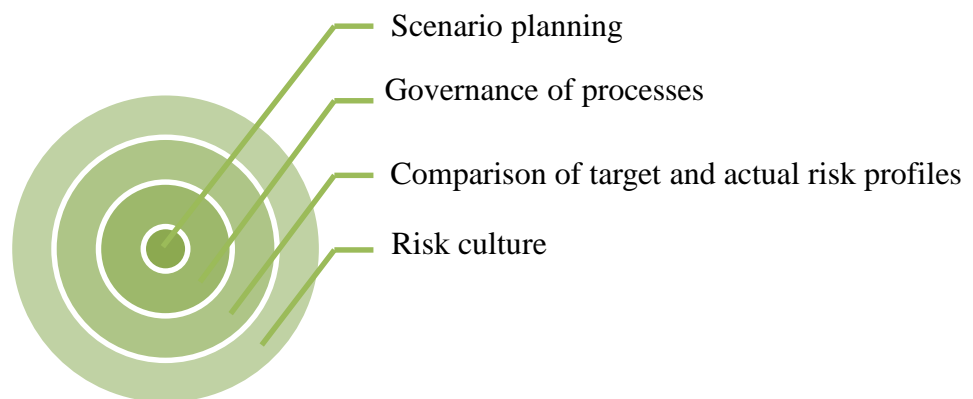 Scenario planning
Governance of processes
Comparison of target and actual risk profiles
Risk culture